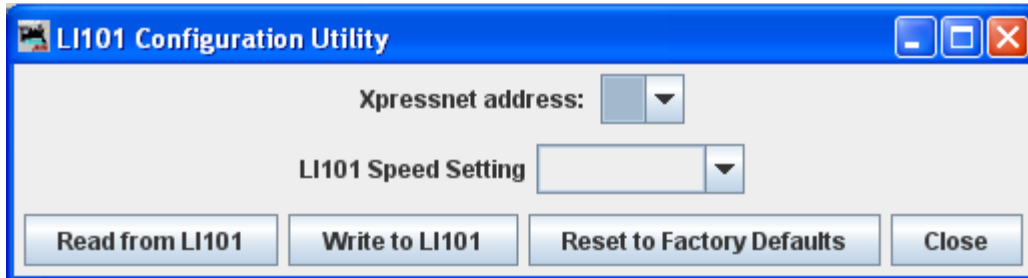 LI101 Configuration Utility
Xpressnet address:
LI101 Speed Setting
Read from LI101 Write to LI101 Reset to Factory Defaults Close